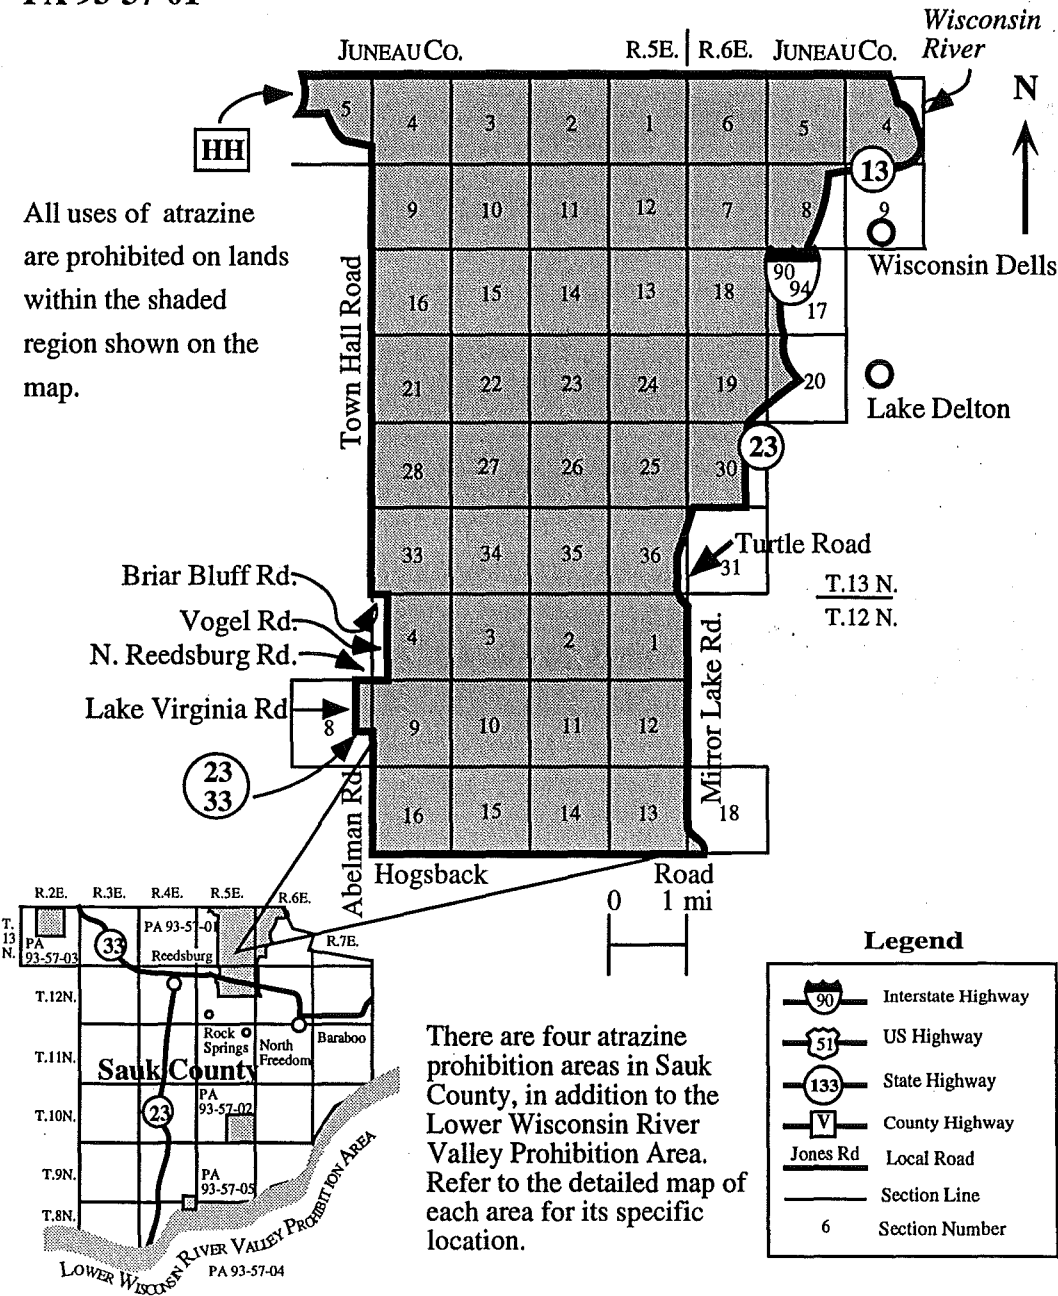 PA 93-57-01
Wisconsin
River
JUNEAU CO.
R.5E.
R.6E.
JUNEAU CO.
N
HH
5 4 3 2 1 6 5 4
13
All uses of atrazine
are prohibited on lands
within the shaded
region shown on the
map.
9 10 11 12 7 8 9
Wisconsin Dells
90
94
16 15 14 13 18 17
Town Hall Road
21 22 23 24 19 20
Lake Delton
23
28 27 26 25 30
33 34 35 36 31
Turtle Road
T.13 N.
T.12 N.
Briar Bluff Rd.
Vogel Rd.
N. Reedsburg Rd.
4 3 2 1
Mirror Lake Rd.
Lake Virginia Rd
8 9 10 11 12
23
33
Abelman Rd
16 15 14 13 18
Hogsback Road
0 1 mi
R.2E. R.3E. R.4E. R.5E. R.6E.
R.7E.
T.
13
N.
PA
93-57-03
33
PA 93-57-01
Reedsburg
T.12N.
Rock
Springs
North
Freedom
Baraboo
T.11N.
Sauk County
T.10N.
23
PA
93-57-02
T.9N.
PA
93-57-05
T.8N.
LOWER WISCONSIN RIVER VALLEY PROHIBITION AREA
PA 93-57-04
There are four atrazine
prohibition areas in Sauk
County, in addition to the
Lower Wisconsin River
Valley Prohibition Area.
Refer to the detailed map of
each area for its specific
location.
Legend
90 Interstate Highway
51 US Highway
133 State Highway
V County Highway
Jones Rd Local Road
Section Line
6 Section Number